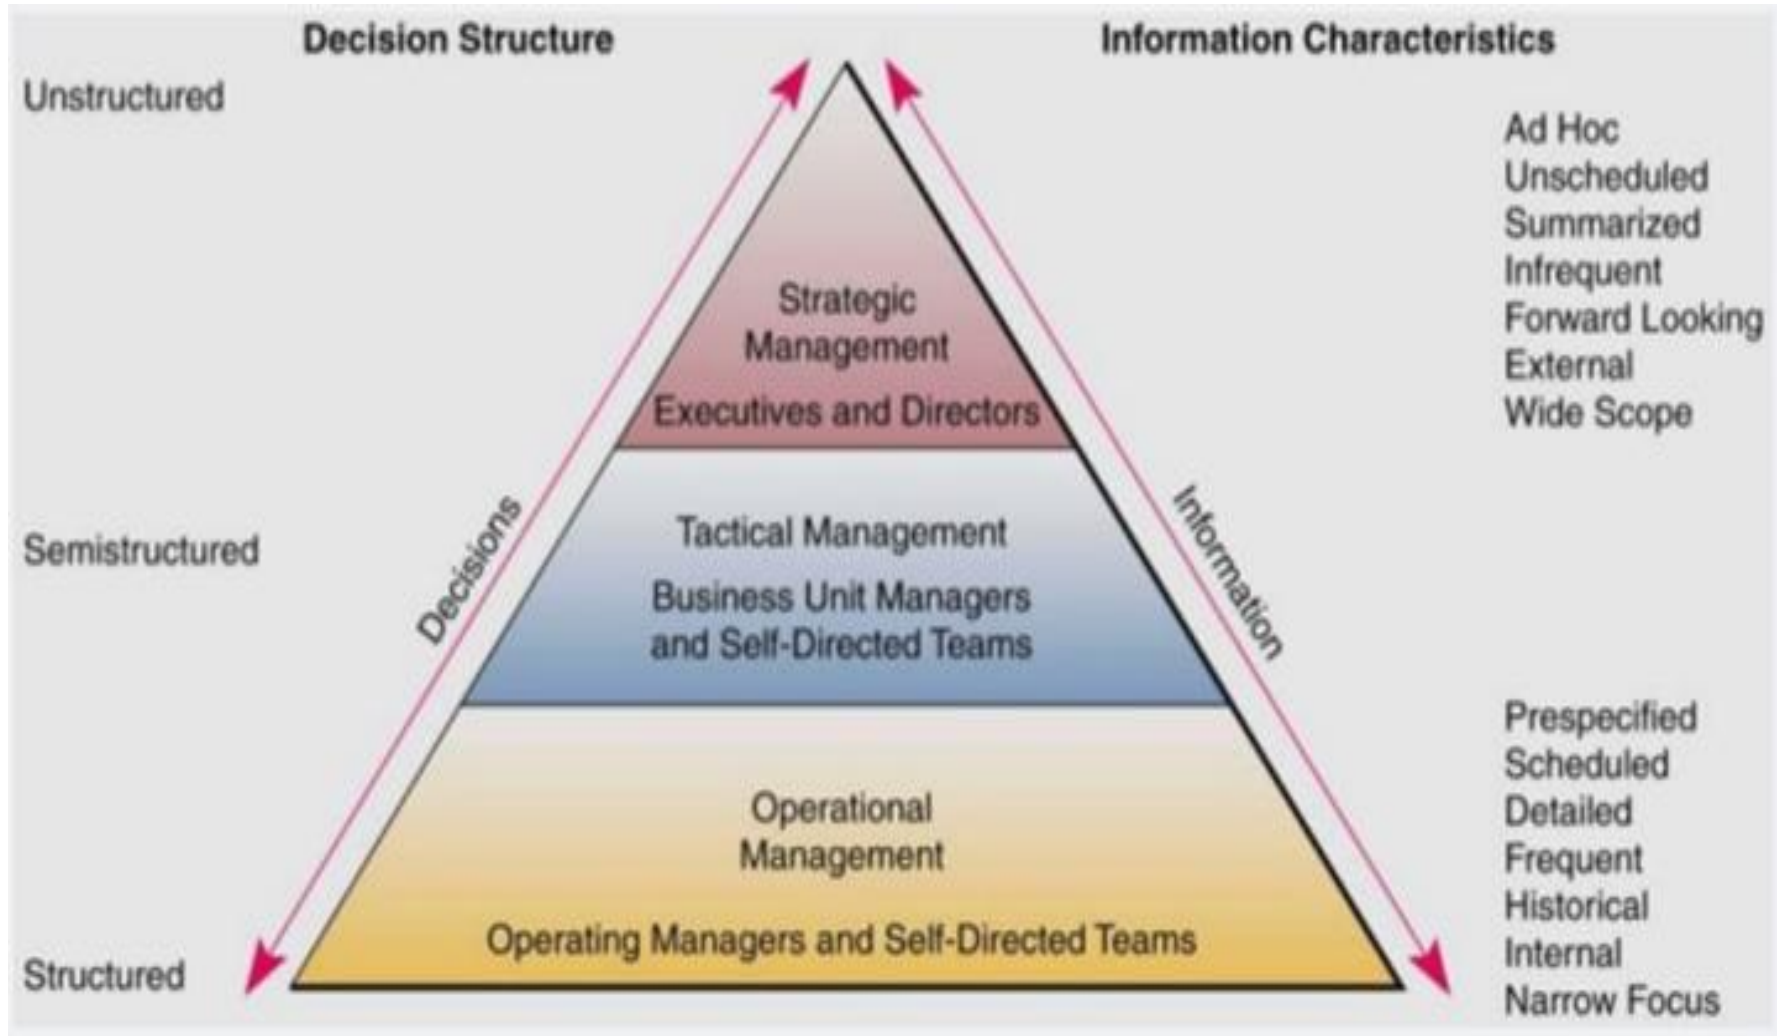 Decision Structure
Information Characteristics
Unstructured
Semistructured
Structured
Decisions
Strategic
Management
Executives and Directors
Tactical Management
Business Unit Managers
and Self-Directed Teams
Operational
Management
Operating Managers and Self-Directed Teams
Information
Ad Hoc
Unscheduled
Summarized
Infrequent
Forward Looking
External
Wide Scope
Prespecified
Scheduled
Detailed
Frequent
Historical
Internal
Narrow Focus